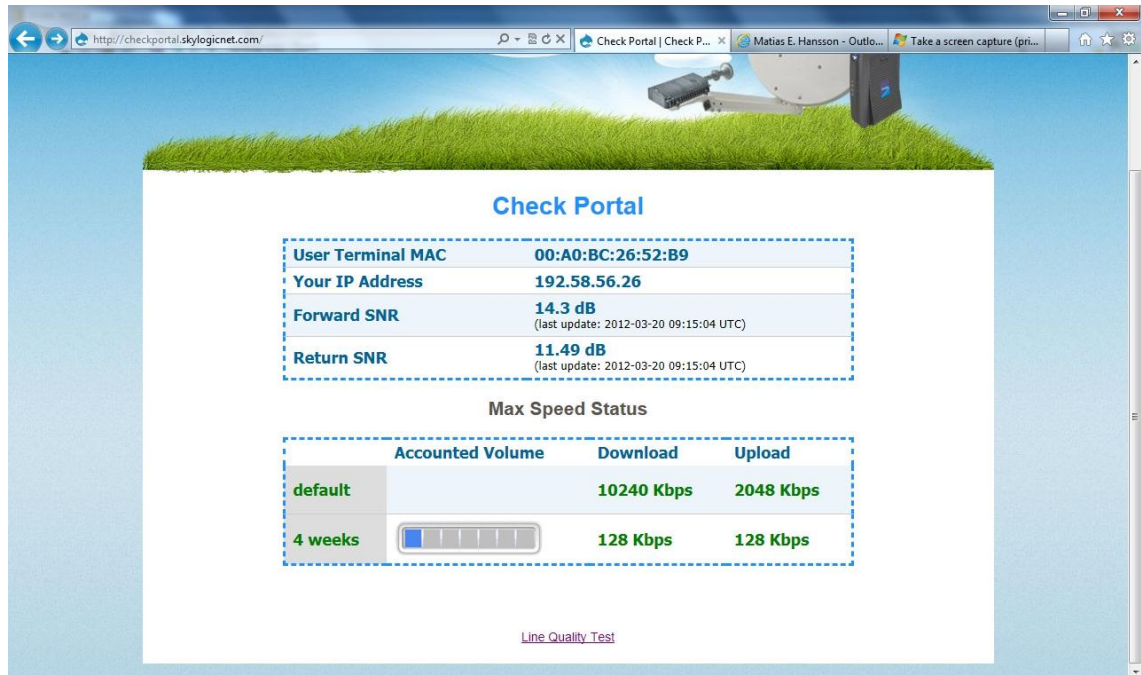 http://checkportal.skylogicnet.com/
Check Portal | Check P...
Matias E. Hansson - Outlo...
Take a screen capture (pri...
Check Portal
User Terminal MAC 00:A0:BC:26:52:B9
Your IP Address 192.58.56.26
Forward SNR 14.3 dB
(last update: 2012-03-20 09:15:04 UTC)
Return SNR 11.49 dB
(last update: 2012-03-20 09:15:04 UTC)
Max Speed Status
Accounted Volume Download Upload
default 10240 Kbps 2048 Kbps
4 weeks 128 Kbps 128 Kbps
Line Quality Test